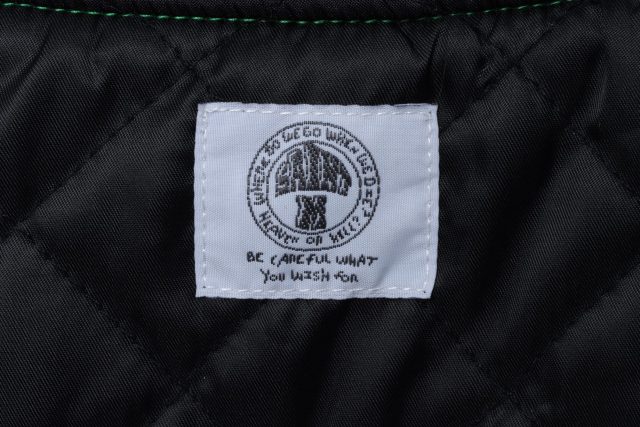 WHERE DO WE GO WHEN WE DIE?
HEAVEN OR HELL?
SAINT
M
BE CAREFUL WHAT
YOU WISH FOR